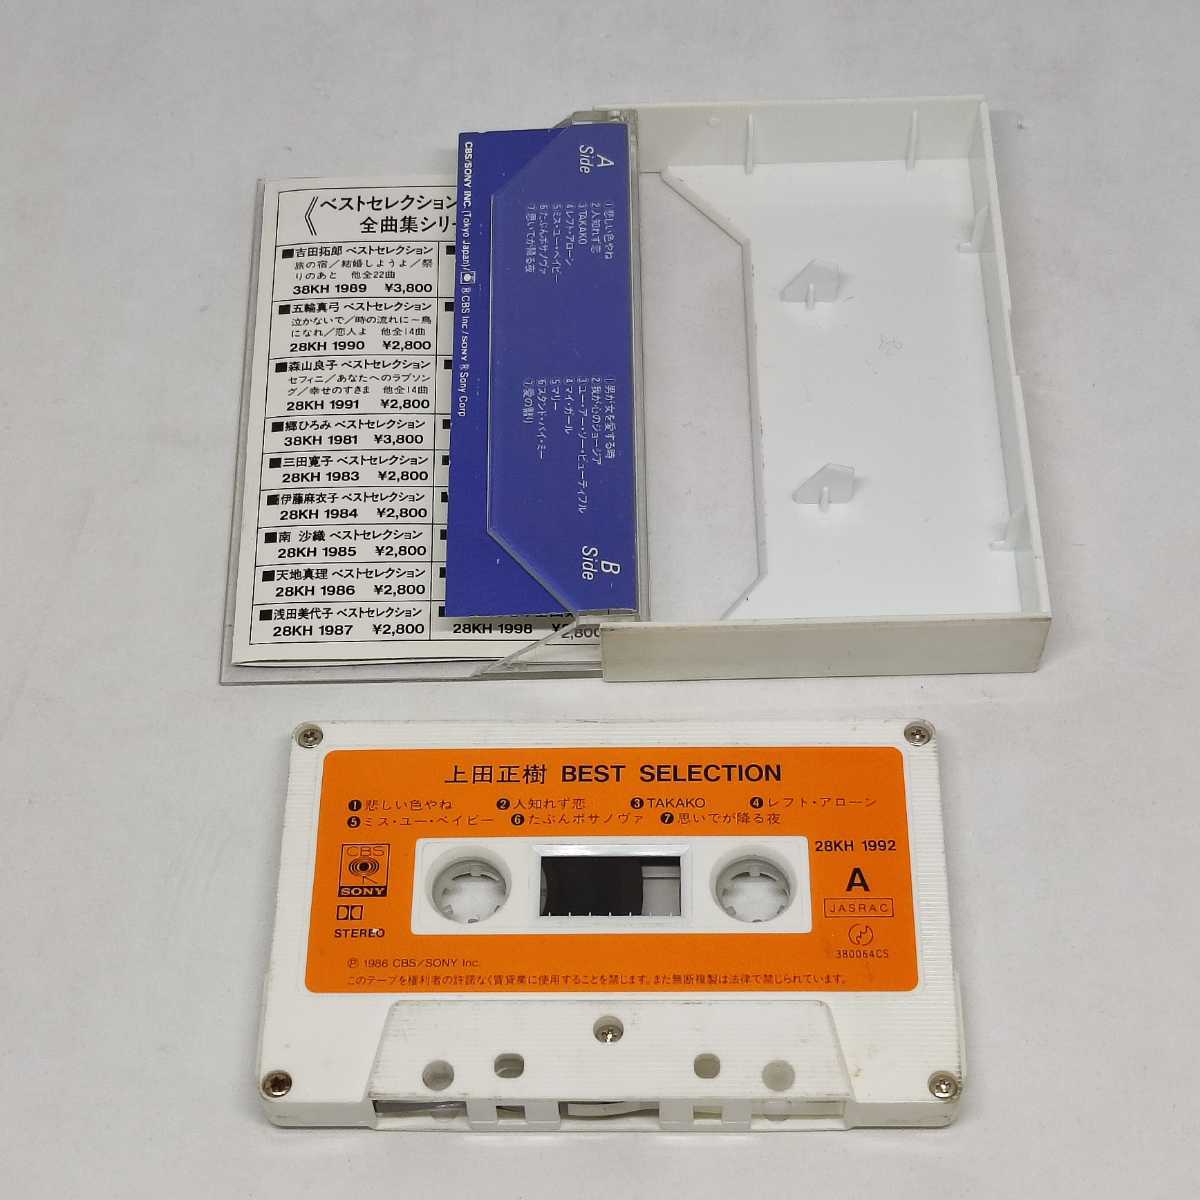 《ベストセレクション
全曲集シリ
■吉田拓郎 ベストセレクション
旅の宿/結婚しようよ/祭
りのあと 他全22曲
38KH 1989 ¥3,800
■五輪真弓 ベストセレクション
泣かないで/時の流れに〜鳥
になれ/恋人よ 他全14曲
28KH 1990 ¥2,800
■森山良子 ベストセレクション
セフィニ/あなたへのラブソン
グ/幸せのすきま 他全14曲
28KH 1991 ¥2,800
■郷ひろみ ベストセレクション
38KH 1981 ¥3,800
■三田寛子 ベストセレクション
28KH 1983 ¥2,800
■伊藤麻衣子 ベストセレクション
28KH 1984 ¥2,800
■南 沙織 ベストセレクション
28KH 1985 ¥2,800
■天地真理 ベストセレクション
28KH 1986 ¥2,800
■浅田美代子 ベストセレクション
28KH 1987 ¥2,800
28KH 1998 ¥2,800
A Side
①悲しい色やね
②人知れず恋
③TAKAKO
④レフト・アローン
⑤ミス・ユー・ベイビー
⑥たぶんボサノヴァ
⑦思いでが降る夜
B Side
①男が女を愛する時
②我が心のジョージア
③ユー・アー・ソー・ビューティフル
④マイ・ガール
⑤マリー
⑥スタンド・バイ・ミー
⑦愛の翳り
CBS/SONY INC. (Tokyo Japan)/ ® CBS Inc./SONY ® Sony Corp
上田正樹 BEST SELECTION
❶悲しい色やね ❷人知れず恋 ❸TAKAKO ❹レフト・アローン
❺ミス・ユー・ベイビー ❻たぶんボサノヴァ ❼思いでが降る夜
CBS
SONY
STEREO
28KH 1992
A
JASRAC
380064CS
Ⓟ 1986 CBS/SONY Inc.
このテープを権利者の許諾なく賃貸業に使用することを禁じます。また無断複製は法律で禁じられています。